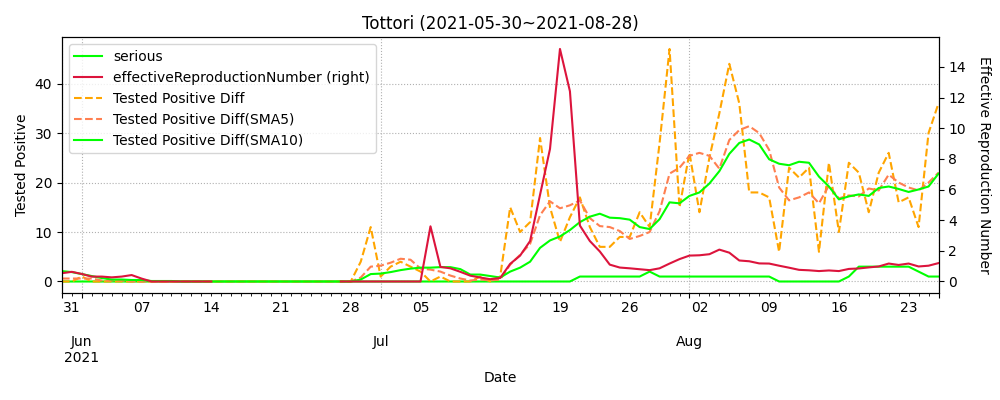 Tottori (2021-05-30~2021-08-28)
serious
effectiveReproductionNumber (right)
Tested Positive Diff
Tested Positive Diff(SMA5)
Tested Positive Diff(SMA10)
Tested Positive
40
30
20
10
0
Effective Reproduction Number
14
12
10
8
6
4
2
0
31 07 14 21 28 05 12 19 26 02 09 16 23
Jun Jul Aug
2021
Date